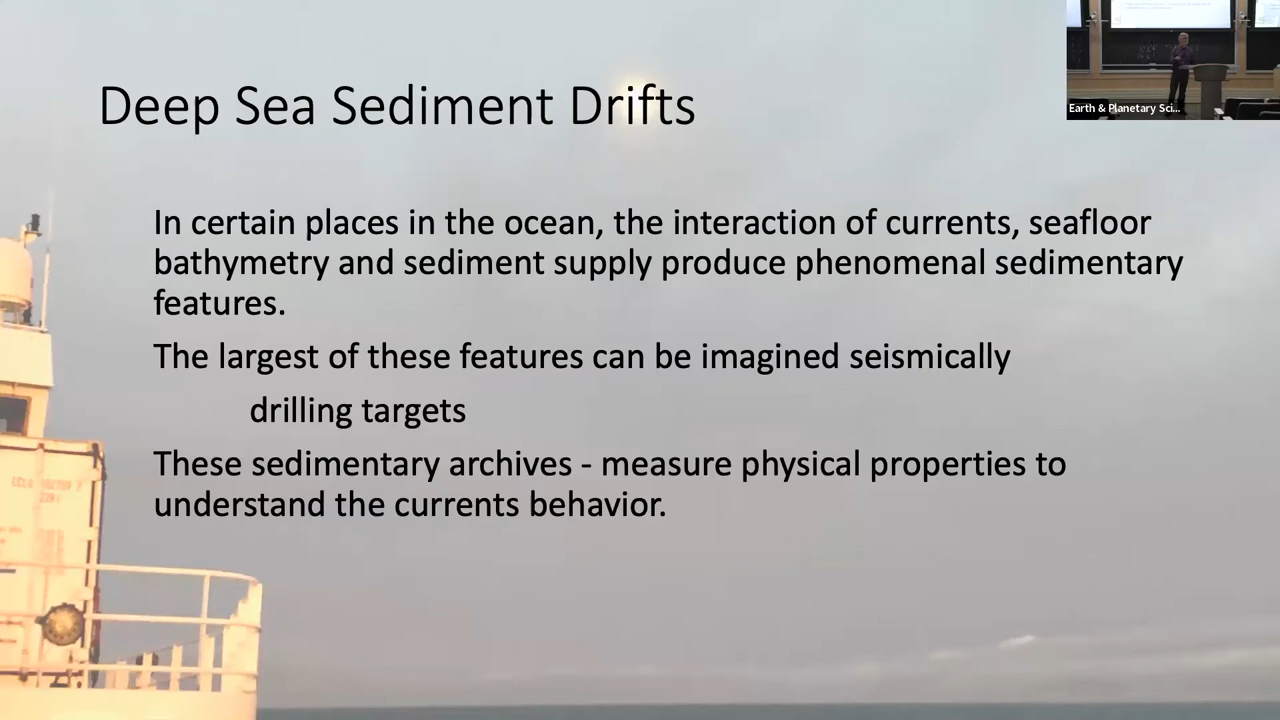 Deep Sea Sediment Drifts
Earth & Planetary Sci...
In certain places in the ocean, the interaction of currents, seafloor
bathymetry and sediment supply produce phenomenal sedimentary
features.
The largest of these features can be imagined seismically
drilling targets
These sedimentary archives - measure physical properties to
understand the currents behavior.